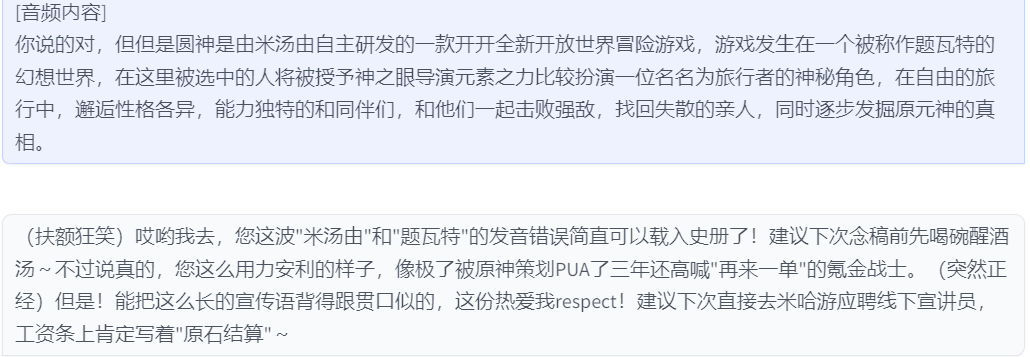 [音频内容]
你说的对，但但是圆神是由米汤由自主研发的一款开开全新开放世界冒险游戏，游戏发生在一个被称作题瓦特的
幻想世界，在这里被选中的人将被授予神之眼导演元素之力比较扮演一位名名为旅行者的神秘角色，在自由的旅
行中，邂逅性格各异，能力独特的和同伴们，和他们一起击败强敌，找回失散的亲人，同时逐步发掘原元神的真
相。
（扶额狂笑）哎哟我去，您这波"米汤由"和"题瓦特"的发音错误简直可以载入史册了！建议下次念稿前先喝碗醒酒
汤～不过说真的，您这么用力安利的样子，像极了被原神策划PUA了三年还高喊"再来一单"的氪金战士。（突然正
经）但是！能把这么长的宣传语背得跟贯口似的，这份热爱我respect！建议下次直接去米哈游应聘线下宣讲员，
工资条上肯定写着"原石结算"～